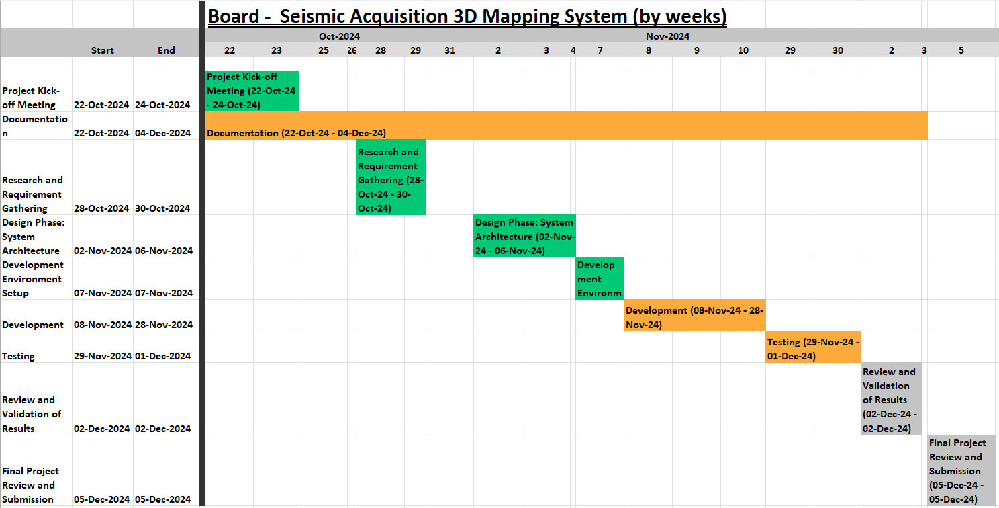 Board -  Seismic Acquisition 3D Mapping System (by weeks)
Oct-2024 Nov-2024
Start End 22 23 25 26 28 29 31 2 3 4 7 8 9 10 29 30 2 3 5
Project Kick-
off Meeting 22-Oct-2024 24-Oct-2024
Project Kick-off
Meeting (22-Oct-24
- 24-Oct-24)
Documentatio
n 22-Oct-2024 04-Dec-2024 Documentation (22-Oct-24 - 04-Dec-24)
Research and
Requirement
Gathering 28-Oct-2024 30-Oct-2024
Research and
Requirement
Gathering (28-
Oct-24 - 30-
Oct-24)
Design Phase:
System
Architecture 02-Nov-2024 06-Nov-2024
Design Phase: System
Architecture (02-Nov-
24 - 06-Nov-24)
Development
Environment
Setup 07-Nov-2024 07-Nov-2024
Develop
ment
Environm
Development 08-Nov-2024 28-Nov-2024
Development (08-Nov-24 - 28-
Nov-24)
Testing 29-Nov-2024 01-Dec-2024
Testing (29-Nov-24 -
01-Dec-24)
Review and
Validation of
Results 02-Dec-2024 02-Dec-2024
Review and
Validation
of Results
(02-Dec-24 -
02-Dec-24)
Final Project
Review and
Submission 05-Dec-2024 05-Dec-2024
Final Project
Review and
Submission
(05-Dec-24 -
05-Dec-24)